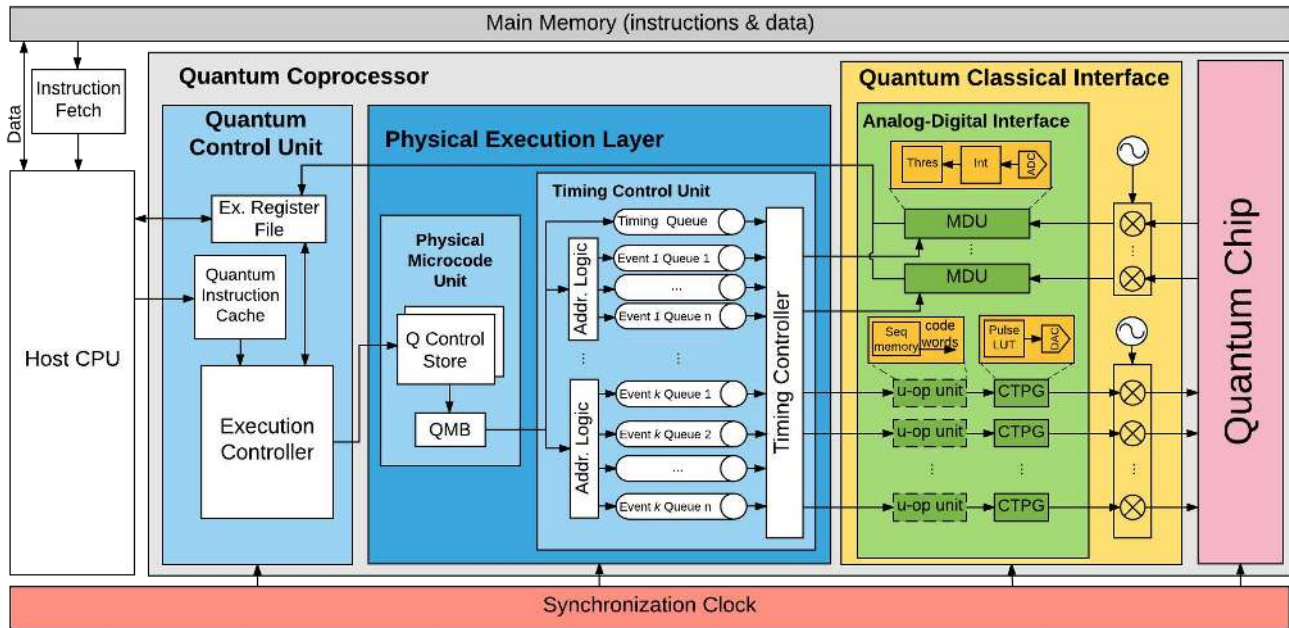 Main Memory (instructions & data)
Data
Instruction
Fetch
Host CPU
Quantum Coprocessor
Quantum
Control Unit
Ex. Register
File
Quantum
Instruction
Cache
Execution
Controller
Physical Execution Layer
Physical
Microcode
Unit
Q Control
Store
QMB
Timing Control Unit
Timing Queue
Addr. Logic
Event 1 Queue 1
...
Event 1 Queue n
...
Addr. Logic
Event k Queue 1
Event k Queue 2
...
Event k Queue n
Timing Controller
Quantum Classical Interface
Analog-Digital Interface
Thres
Int
ADC
MDU
...
MDU
Seq
memory
code
words
Pulse
LUT
DAC
u-op unit
CTPG
u-op unit
CTPG
...
...
u-op unit
CTPG
...
...
Quantum Chip
Synchronization Clock